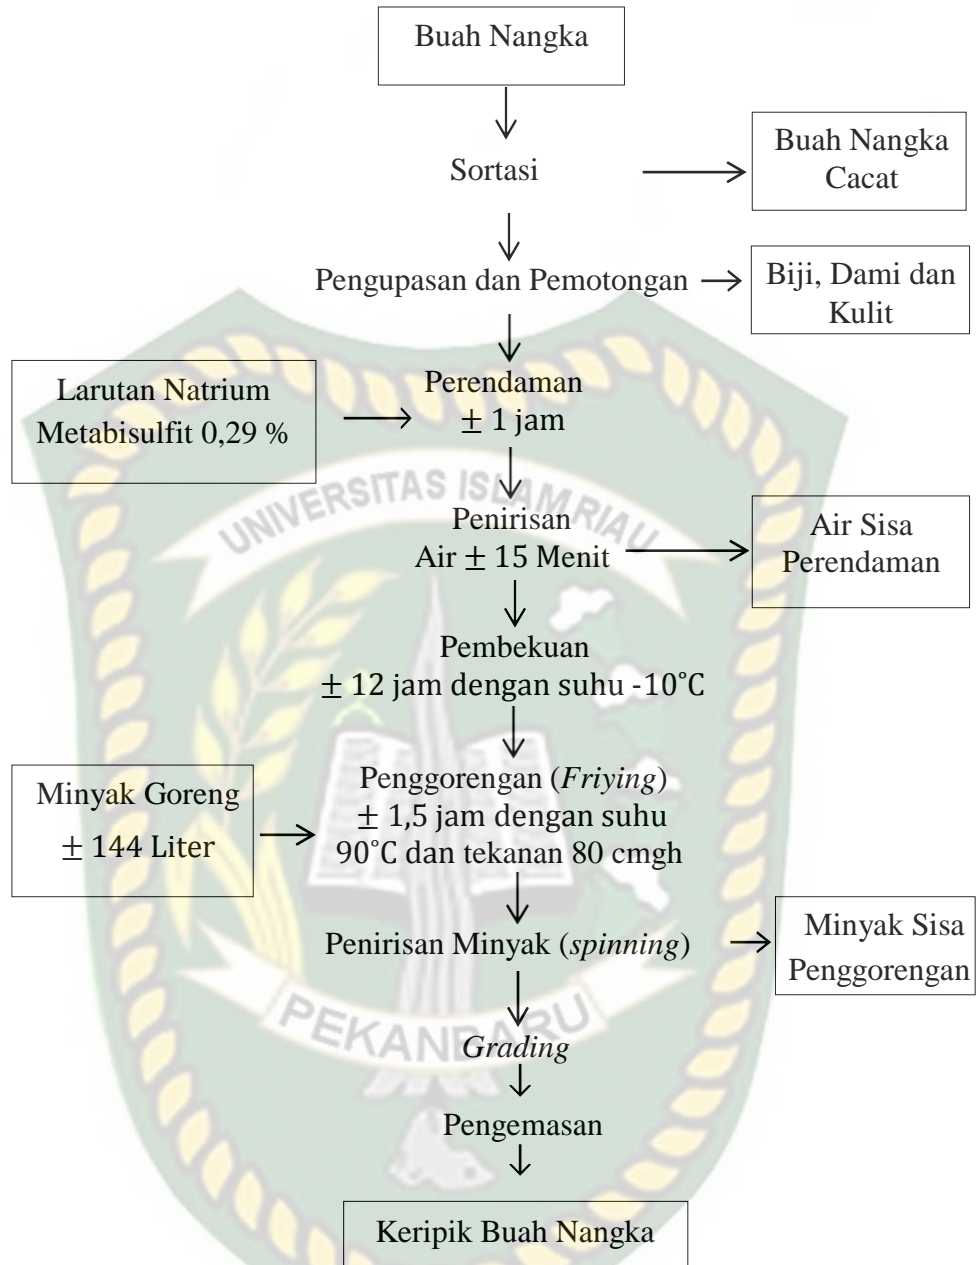 Buah Nangka
Sortasi
Buah Nangka
Cacat
Pengupasan dan Pemotongan
Biji, Dami dan
Kulit
Larutan Natrium
Metabisulfit 0,29 %
Perendaman
± 1 jam
UNIVERSITAS ISLAM RIAU
Penirisan
Air ± 15 Menit
Air Sisa
Perendaman
Pembekuan
± 12 jam dengan suhu -10°C
Minyak Goreng
± 144 Liter
Penggorengan (Friying)
± 1,5 jam dengan suhu
90°C dan tekanan 80 cmgh
Penirisan Minyak (spinning)
Minyak Sisa
Penggorengan
PEKANBARU
Grading
Pengemasan
Keripik Buah Nangka